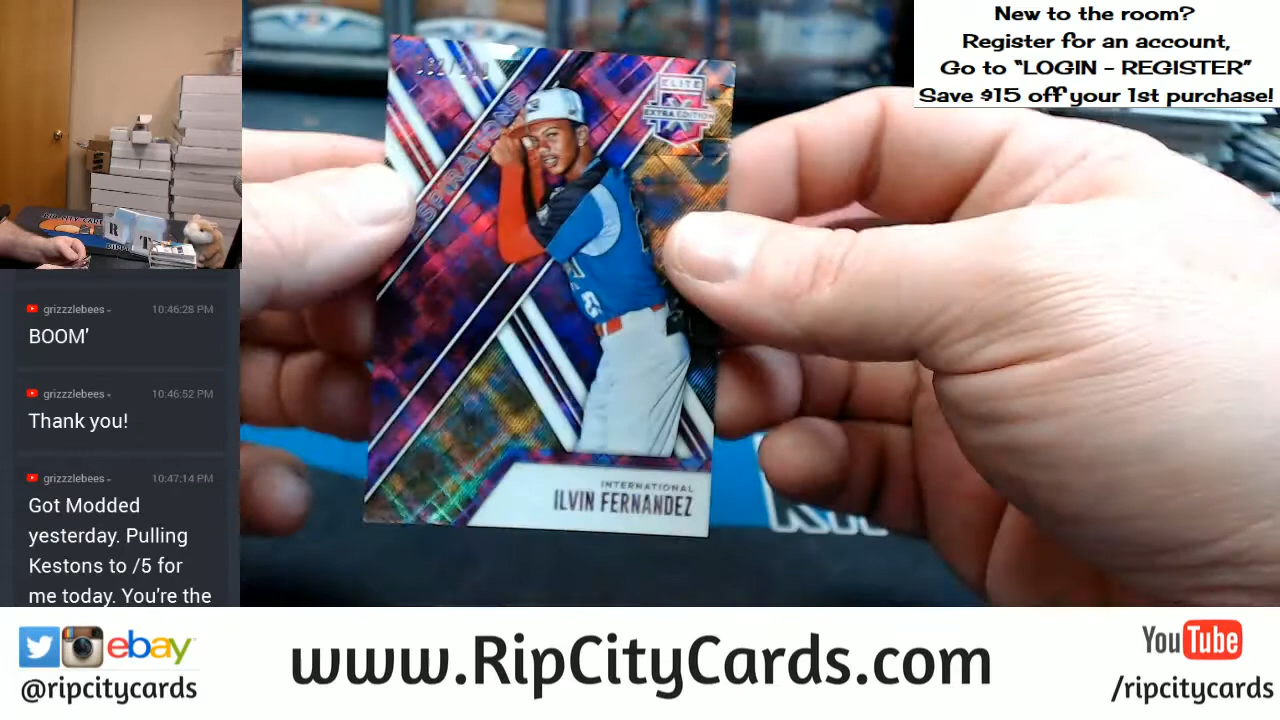 New to the room?
Register for an account,
Go to “LOGIN - REGISTER”
Save $15 off your 1st purchase!
ELITE
EXTRA EDITION
INTERNATIONAL
ILVIN FERNANDEZ
R T
grizzzlebees
10:46:28 PM
BOOM'
grizzzlebees
10:46:52 PM
Thank you!
grizzzlebees
10:47:14 PM
Got Modded
yesterday. Pulling
Kestons to /5 for
me today. You're the
ebay
@ripcitycards
www.RipCityCards.com
YouTube
/ripcitycards